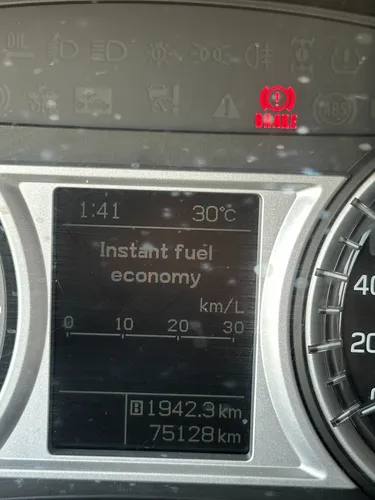 OIL
BRAKE
1:41 30°C
Instant fuel
economy
km/L
0 10 20 30
B 1942.3 km
75128 km
40
20